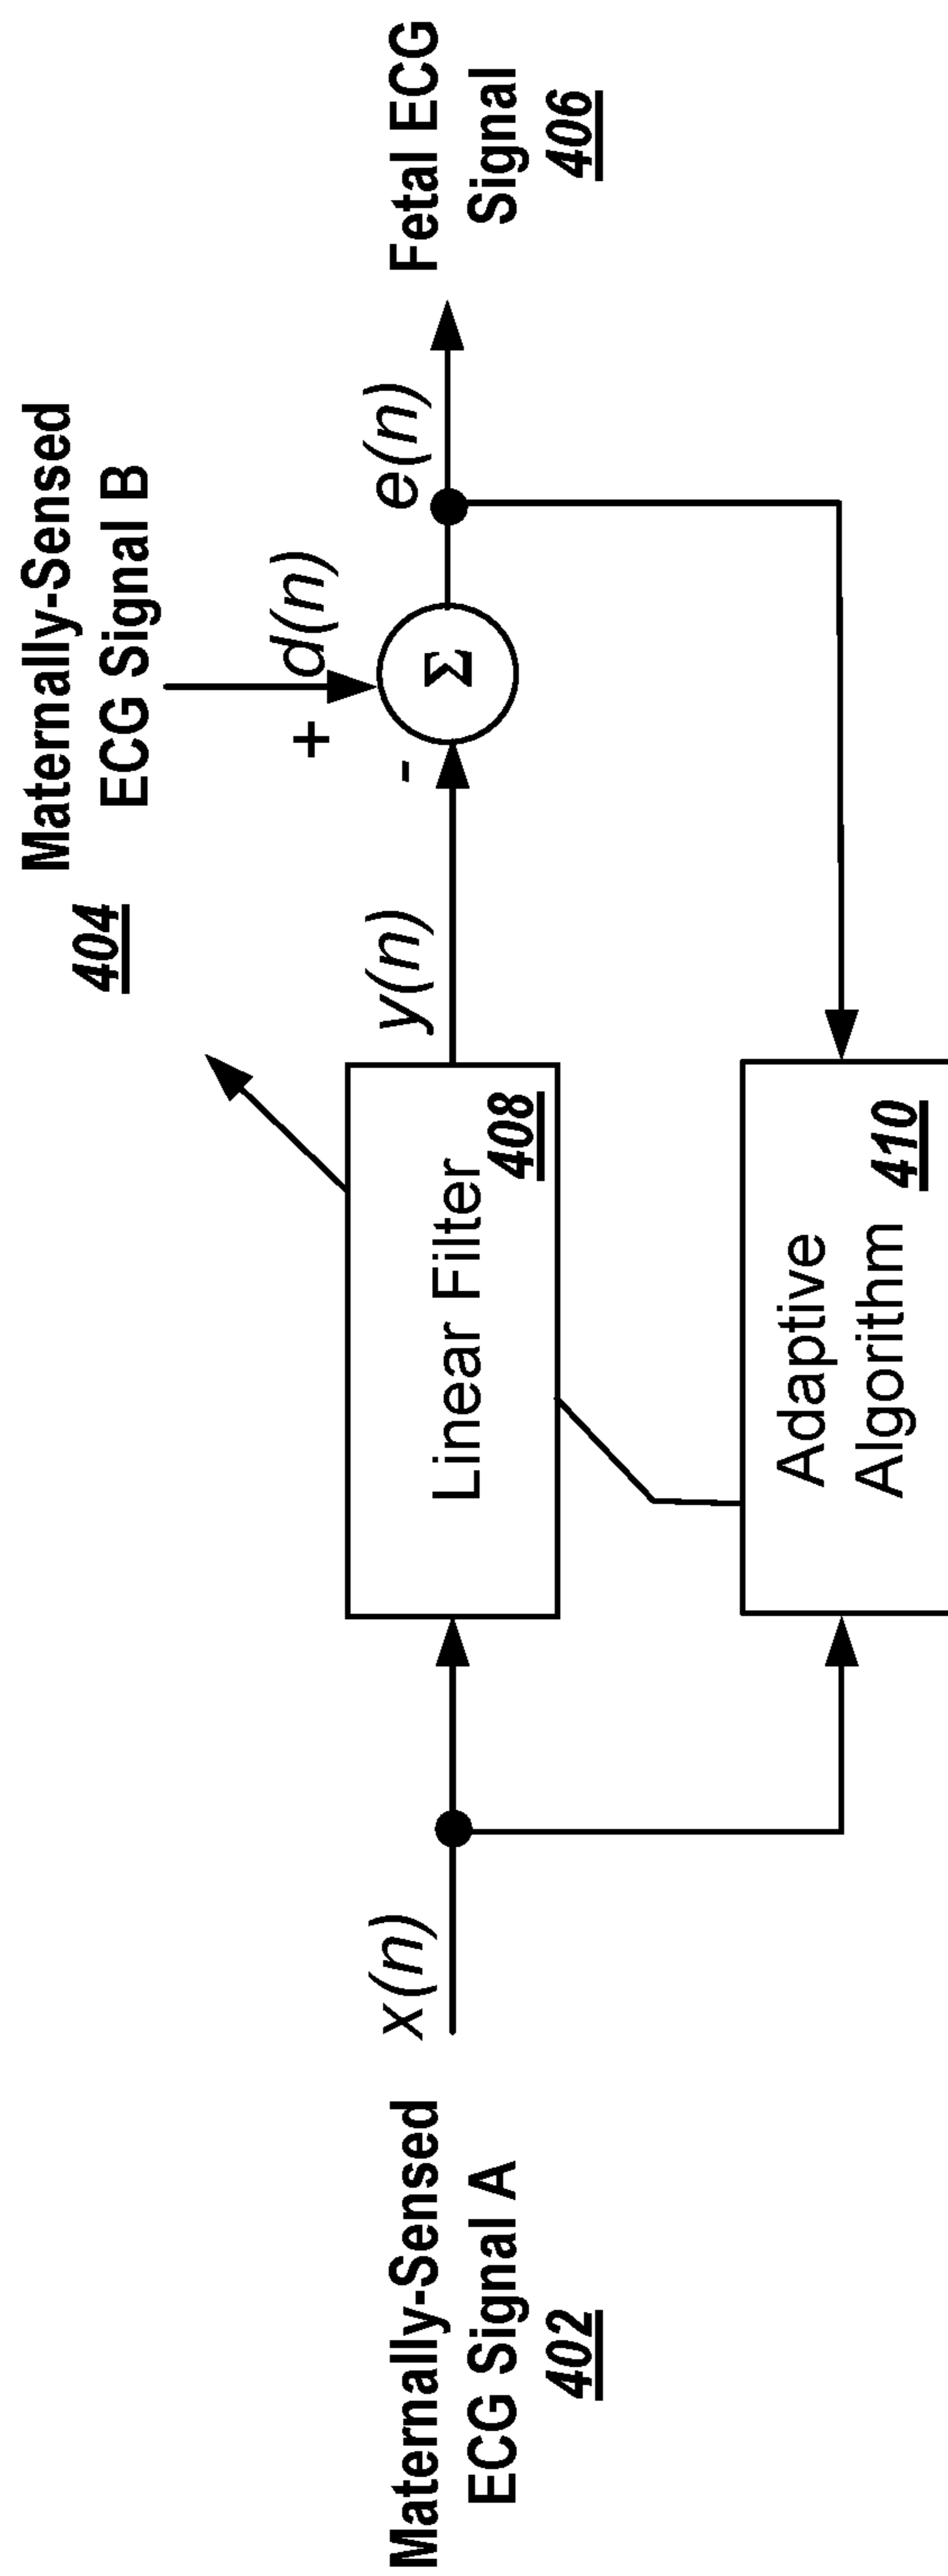 Maternally-Sensed
ECG Signal B
404
Maternally-Sensed
ECG Signal A
402
x(n)
Linear Filter
408
y(n)
d(n)
+
-
Σ
e(n)
Fetal ECG
Signal
406
Adaptive
Algorithm 410